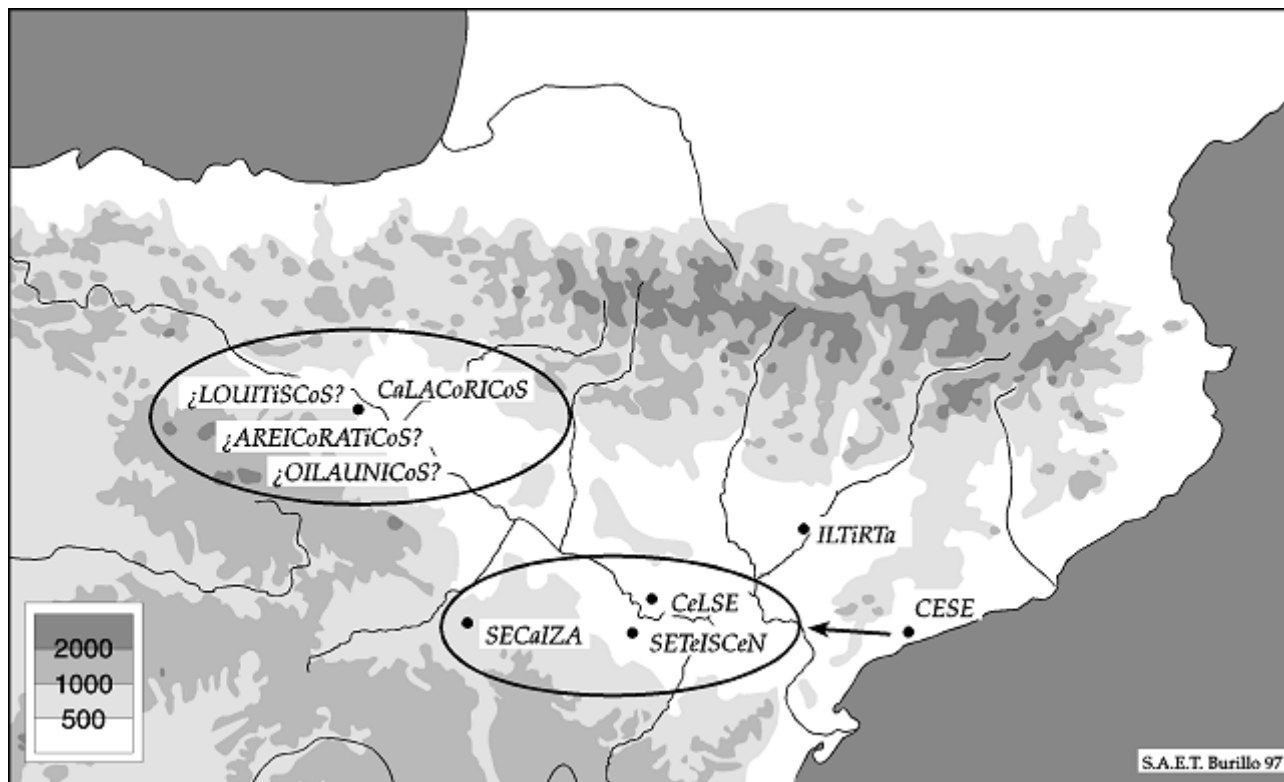 ¿LOUITiSCoS?
CaLACoRICoS
¿AREICoRATiCoS?
¿OILAUNICoS?
ILTiRTa
CeLSE
CESE
SECaIZA
SETeISCeN
2000
1000
500
S.A.E.T. Burillo 97